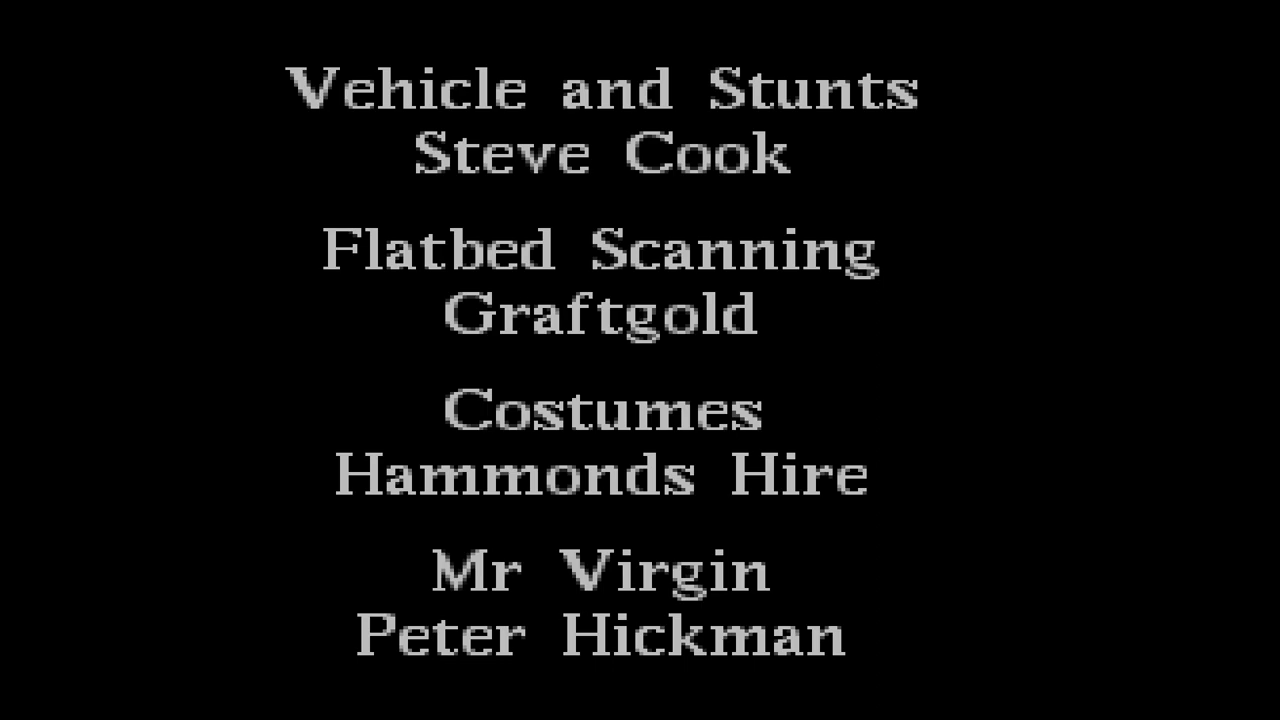 Vehicle and Stunts
Steve Cook
Flatbed Scanning
Graftgold
Costumes
Hammonds Hire
Mr Virgin
Peter Hickman